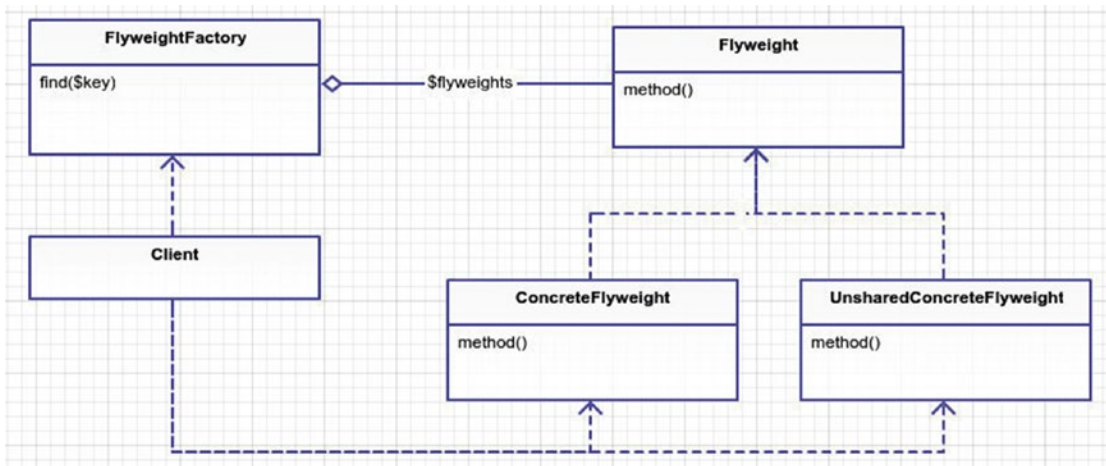 FlyweightFactory
find($key)
$flyweights
Flyweight
method()
Client
ConcreteFlyweight
method()
UnsharedConcreteFlyweight
method()